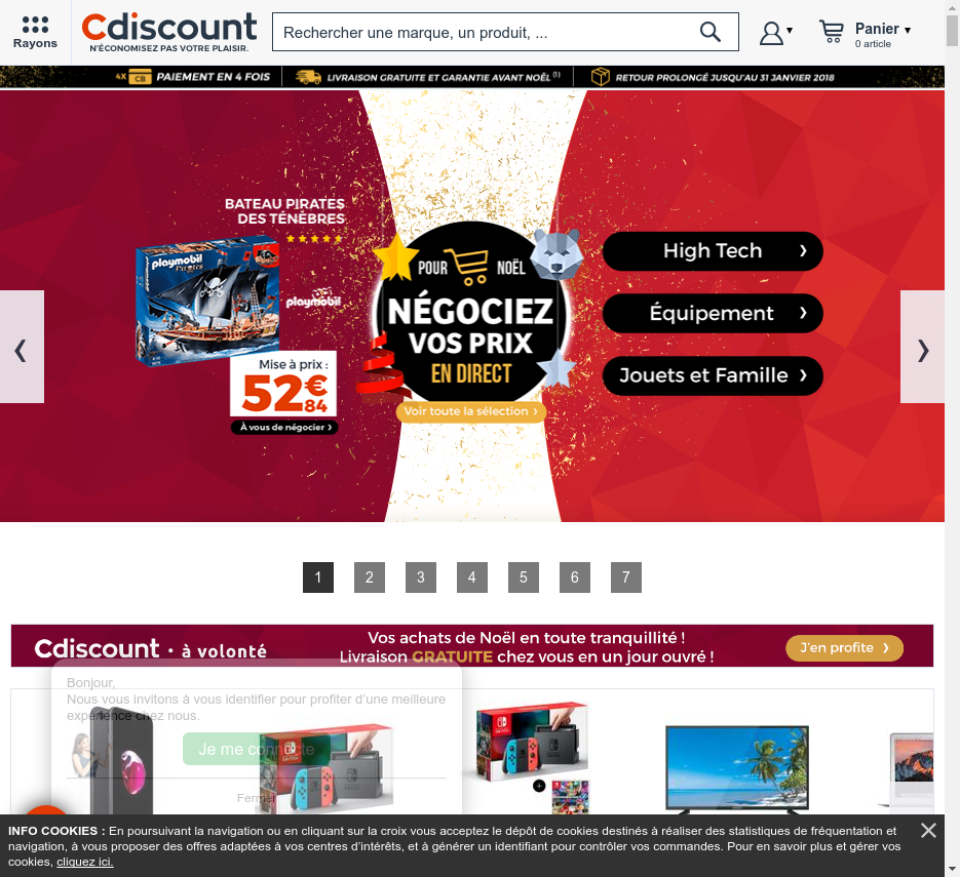 Rayons
Cdiscount
N'ÉCONOMISEZ PAS VOTRE PLAISIR.
Rechercher une marque, un produit, ...
Panier
0 article
4X CB PAIEMENT EN 4 FOIS
LIVRAISON GRATUITE ET GARANTIE AVANT NOËL (1)
RETOUR PROLONGÉ JUSQU'AU 31 JANVIER 2018
BATEAU PIRATES
DES TÉNÈBRES
playmobil
Pirates
playmobil
Mise à prix :
52€84
À vous de négocier ›
POUR NOËL
NÉGOCIEZ
VOS PRIX
EN DIRECT
Voir toute la sélection ›
High Tech ›
Équipement ›
Jouets et Famille ›
1 2 3 4 5 6 7
Cdiscount · à volonté
Vos achats de Noël en toute tranquillité !
Livraison GRATUITE chez vous en un jour ouvré !
J'en profite ›
Bonjour,
Nous vous invitons à vous identifier pour profiter d'une meilleure
expérience chez nous.
Je me connecte
Fermer
INFO COOKIES : En poursuivant la navigation ou en cliquant sur la croix vous acceptez le dépôt de cookies destinés à réaliser des statistiques de fréquentation et
navigation, à vous proposer des offres adaptées à vos centres d'intérêts, et à générer un identifiant pour contrôler vos commandes. Pour en savoir plus et gérer vos
cookies, cliquez ici.